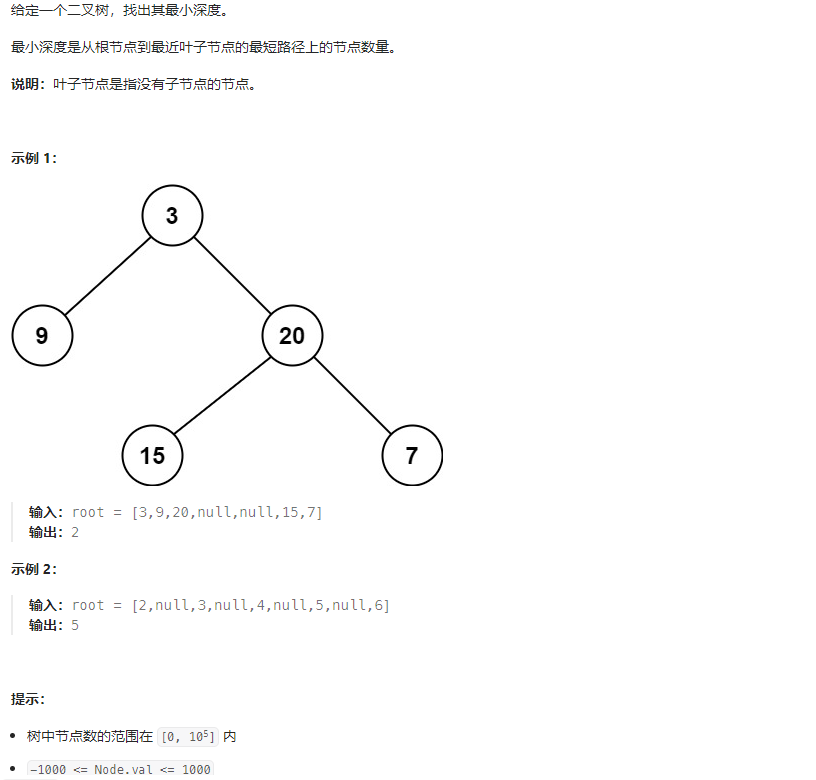 给定一个二叉树，找出其最小深度。
最小深度是从根节点到最近叶子节点的最短路径上的节点数量。
说明：叶子节点是指没有子节点的节点。
示例 1：
3
9
20
15
7
输入：root = [3,9,20,null,null,15,7]
输出：2
示例 2：
输入：root = [2,null,3,null,4,null,5,null,6]
输出：5
提示：
树中节点数的范围在 [0, 10⁵] 内
-1000 <= Node.val <= 1000